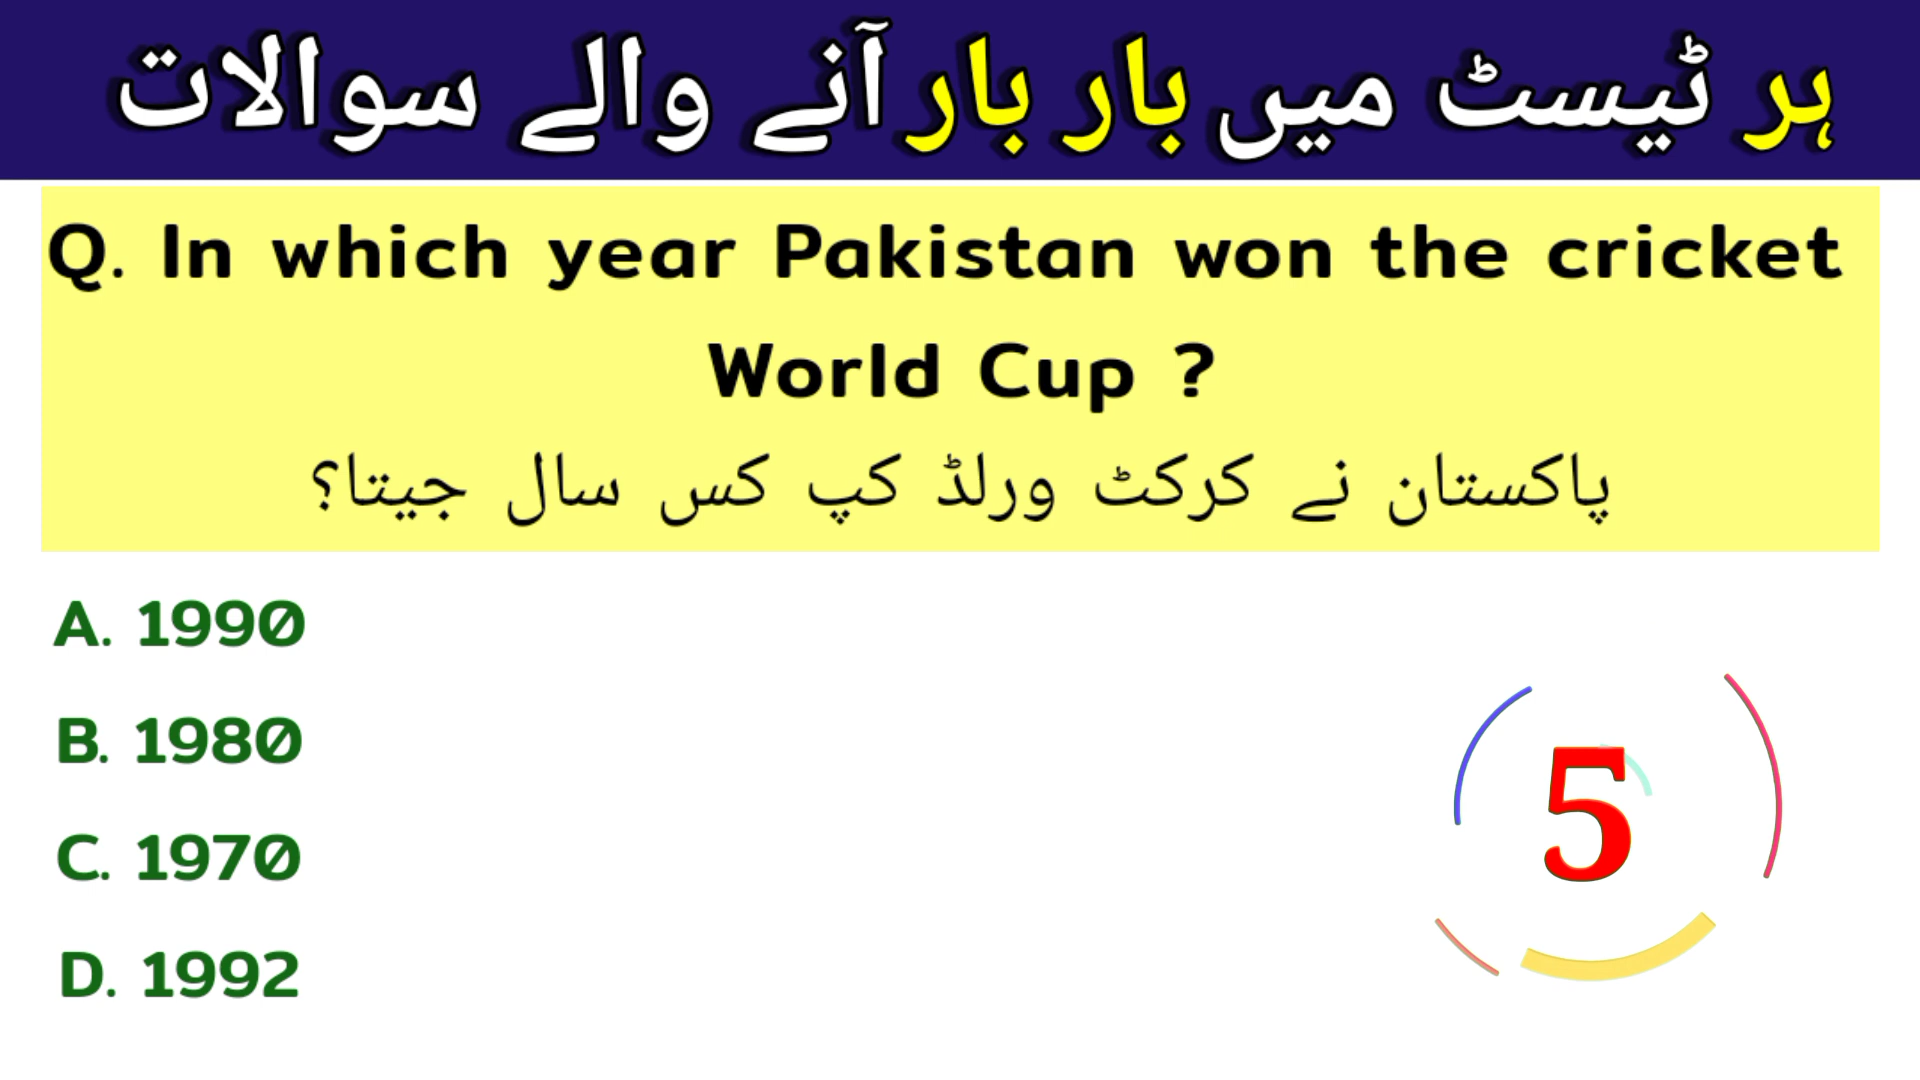 ہر ٹیسٹ میں بار بار آنے والے سوالات
Q. In which year Pakistan won the cricket
World Cup ?
پاکستان نے کرکٹ ورلڈ کپ کس سال جیتا؟
A. 1990
B. 1980
C. 1970
D. 1992
5